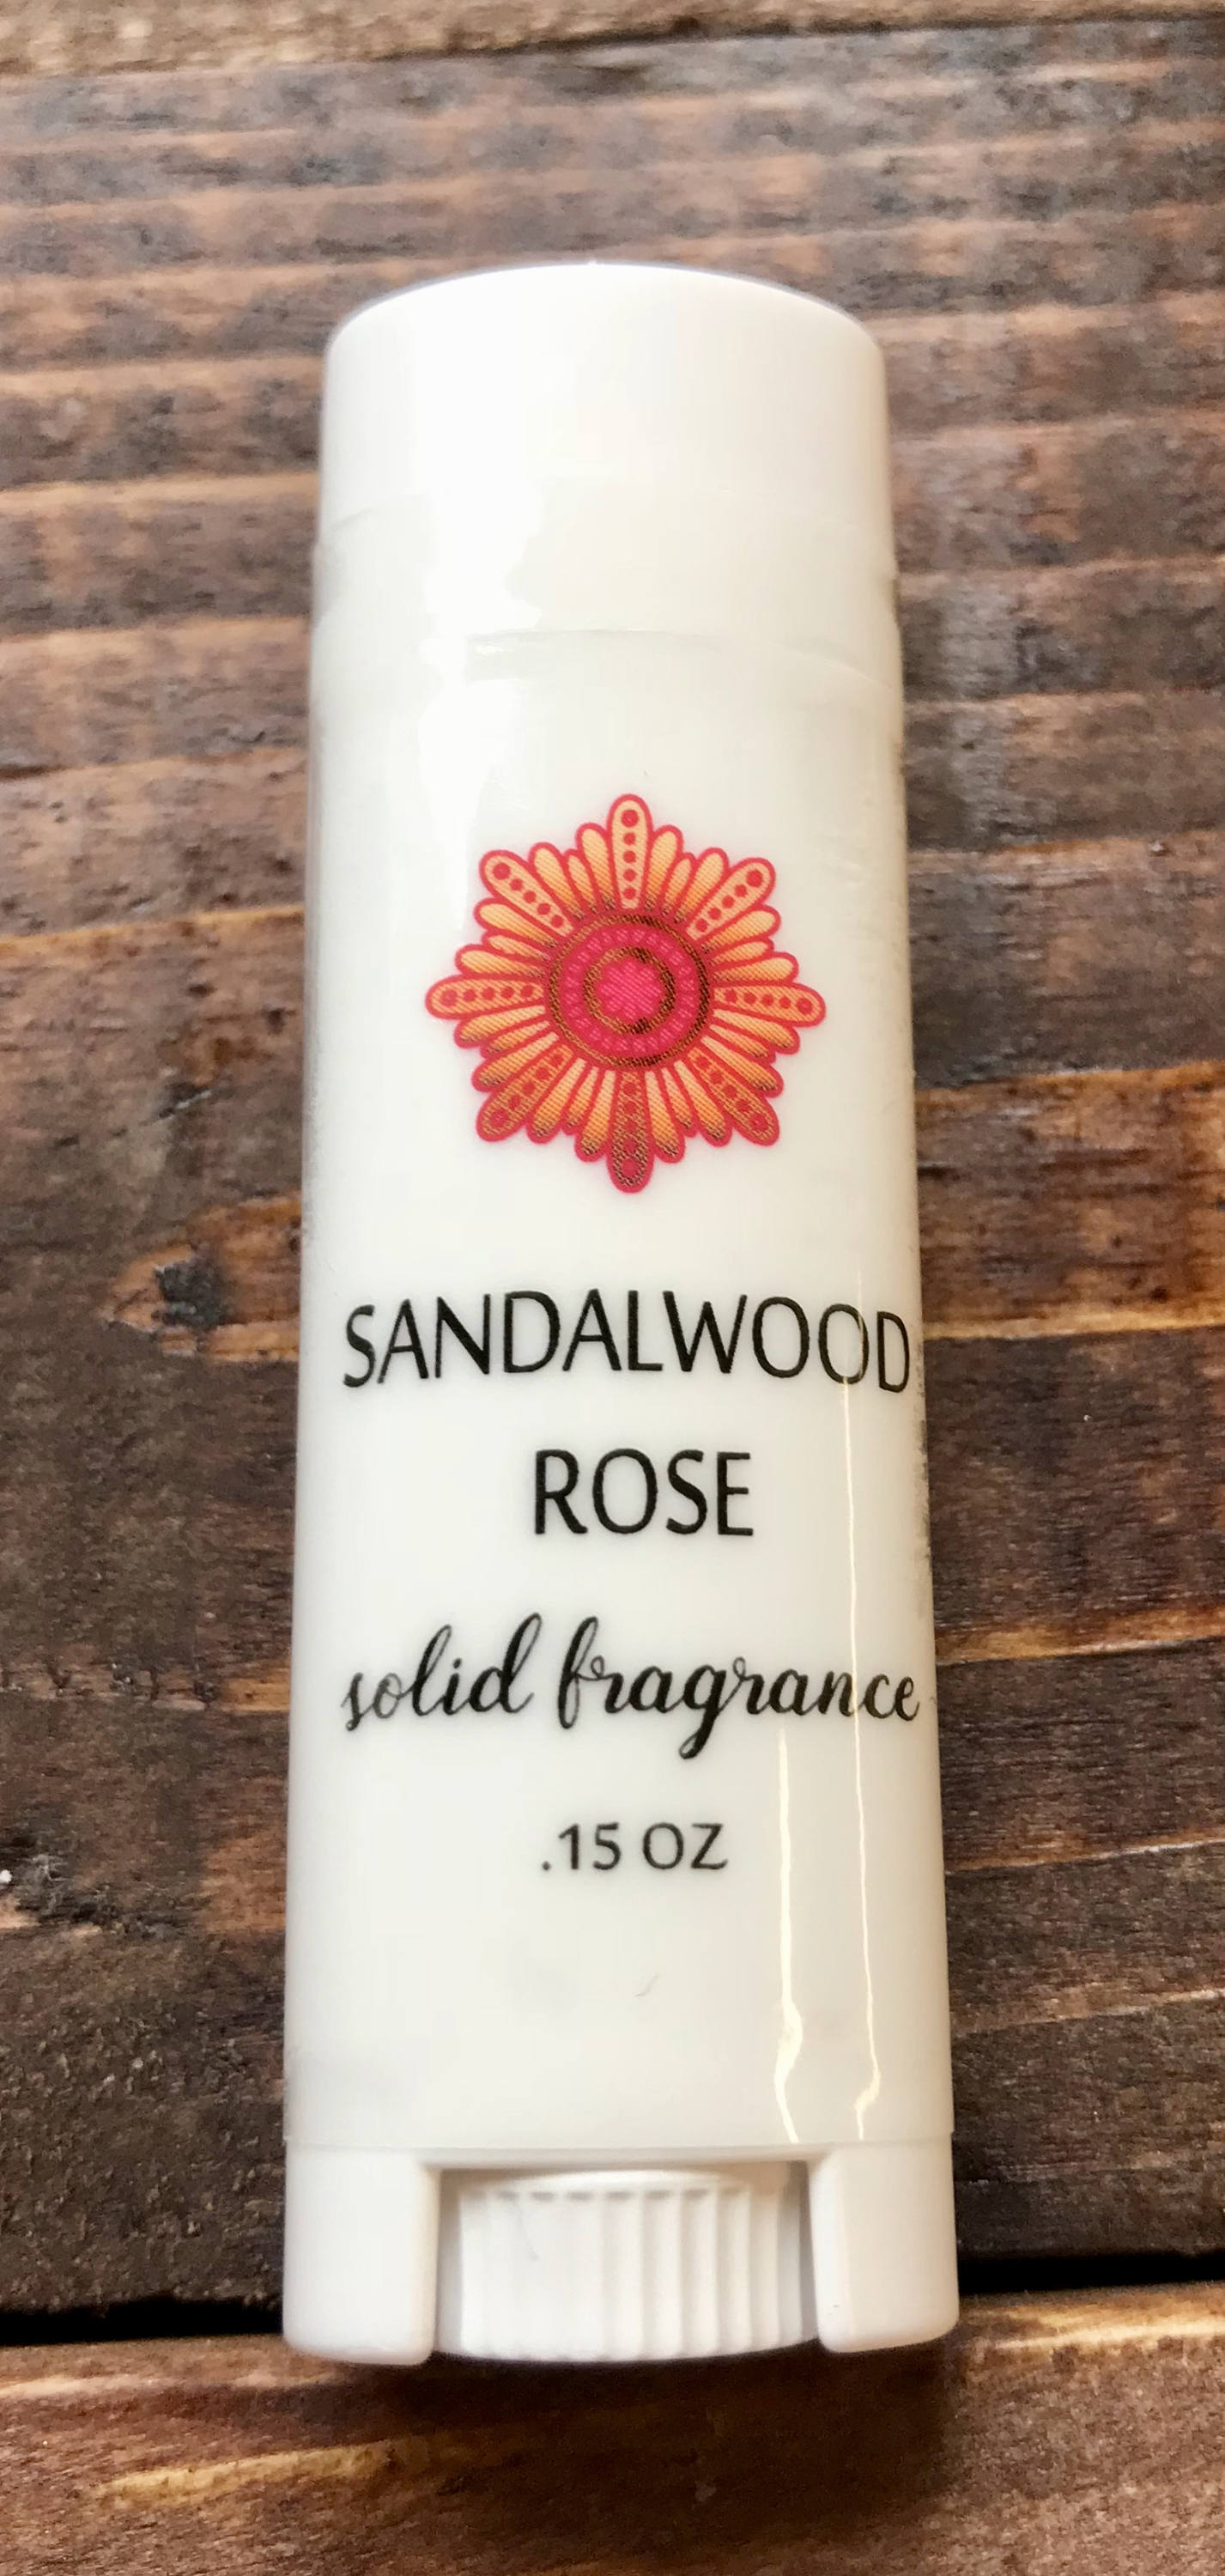 SANDALWOOD
ROSE
solid fragrance
.15 OZ